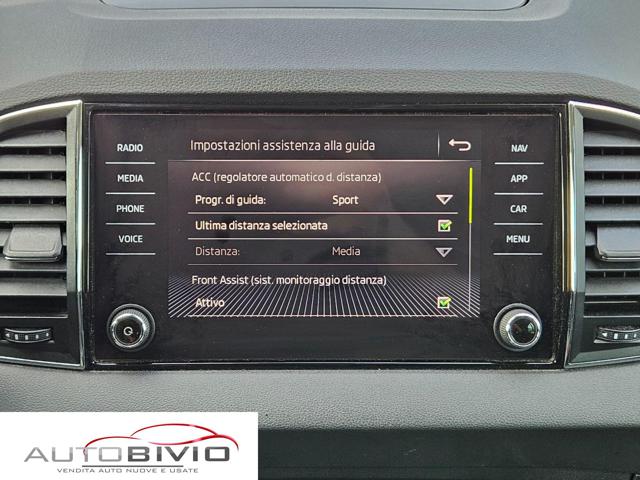 RADIO
MEDIA
PHONE
VOICE
Impostazioni assistenza alla guida
ACC (regolatore automatico d. distanza)
Progr. di guida: Sport
Ultima distanza selezionata
Distanza: Media
Front Assist (sist. monitoraggio distanza)
Attivo
NAV
APP
CAR
MENU
AUTOBIVIO
VENDITA AUTO NUOVE E USATE